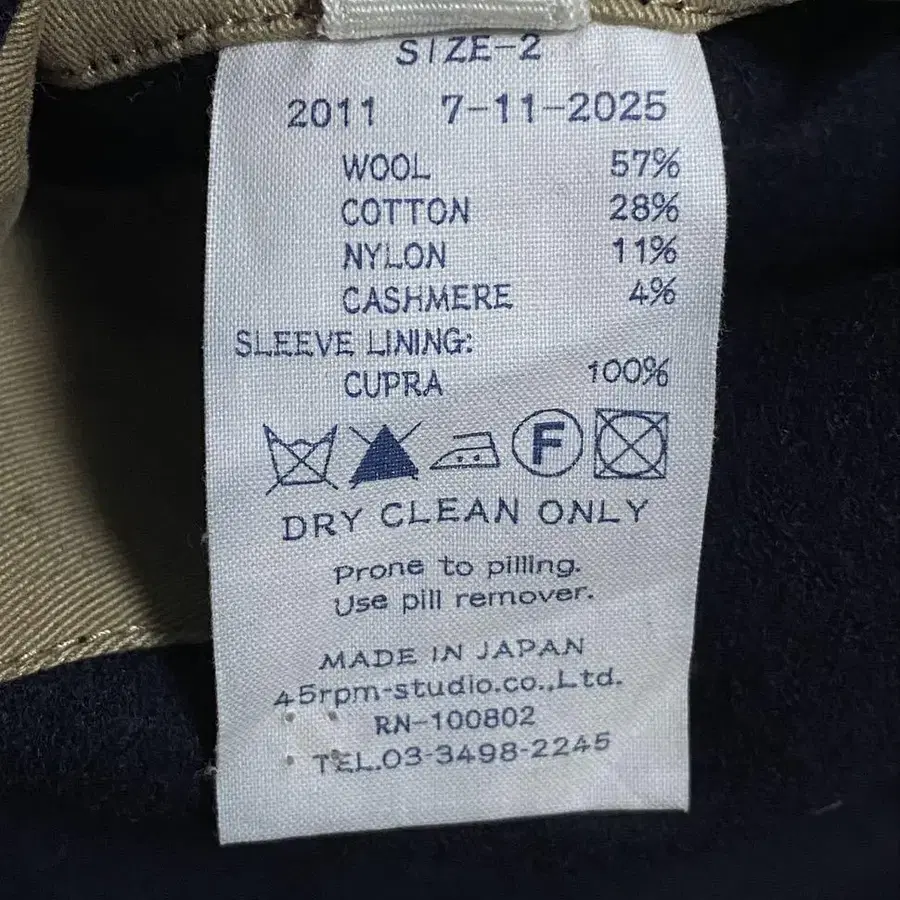 SIZE-2
2011 7-11-2025
WOOL 57%
COTTON 28%
NYLON 11%
CASHMERE 4%
SLEEVE LINING:
CUPRA 100%
F
DRY CLEAN ONLY
Prone to pilling.
Use pill remover.
MADE IN JAPAN
45rpm-studio.co.,Ltd.
RN-100802
TEL.03-3498-2245